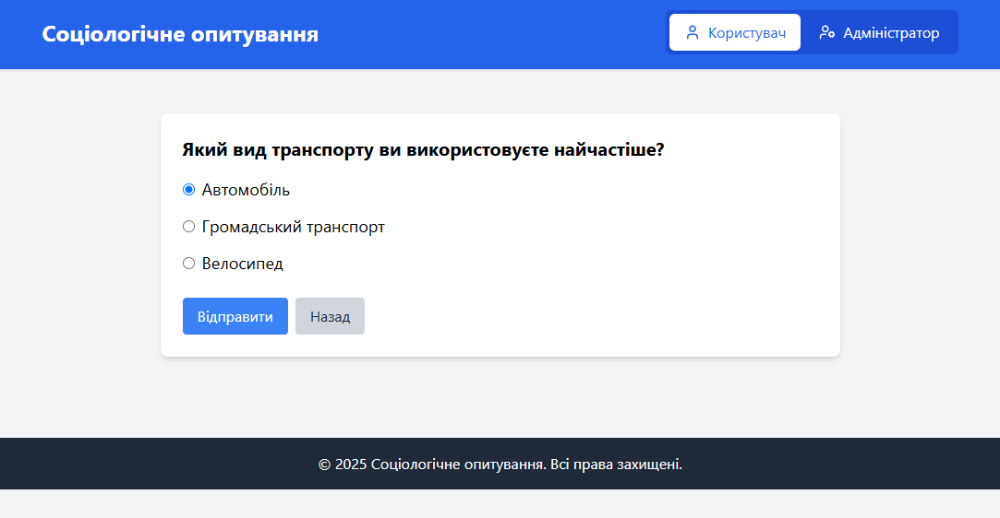 Соціологічне опитування
Користувач
Адміністратор
Який вид транспорту ви використовуєте найчастіше?
Автомобіль
Громадський транспорт
Велосипед
Відправити
Назад
© 2025 Соціологічне опитування. Всі права захищені.